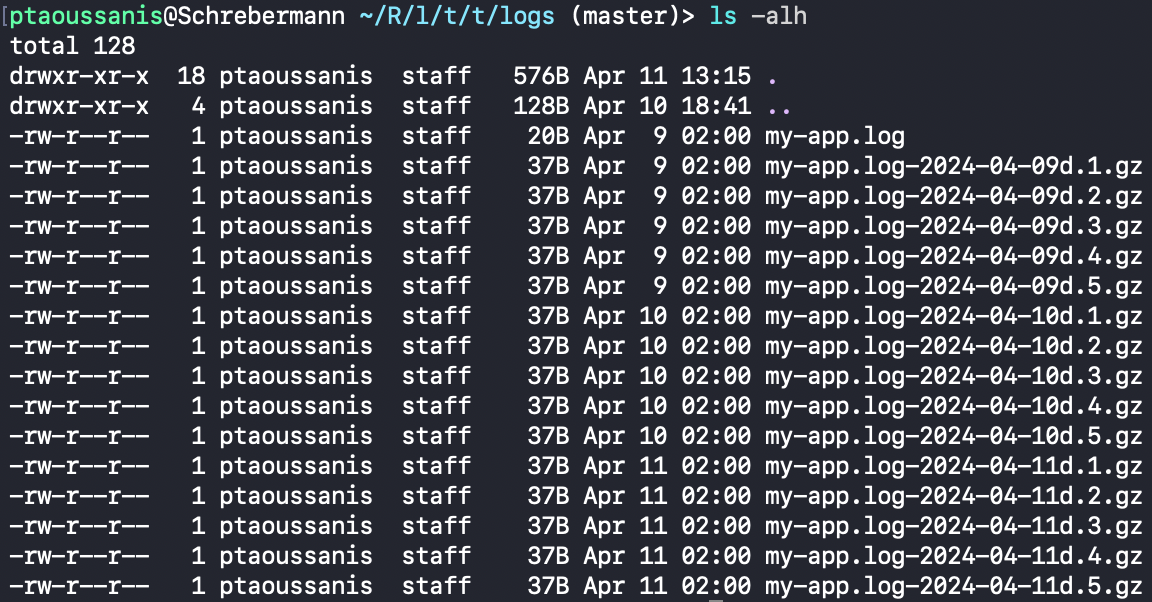 [ptaoussanis@Schrebermann ~/R/l/t/t/logs (master)> ls -alh
total 128
drwxr-xr-x  18 ptaoussanis  staff   576B Apr 11 13:15 .
drwxr-xr-x   4 ptaoussanis  staff   128B Apr 10 18:41 ..
-rw-r--r--   1 ptaoussanis  staff    20B Apr  9 02:00 my-app.log
-rw-r--r--   1 ptaoussanis  staff    37B Apr  9 02:00 my-app.log-2024-04-09d.1.gz
-rw-r--r--   1 ptaoussanis  staff    37B Apr  9 02:00 my-app.log-2024-04-09d.2.gz
-rw-r--r--   1 ptaoussanis  staff    37B Apr  9 02:00 my-app.log-2024-04-09d.3.gz
-rw-r--r--   1 ptaoussanis  staff    37B Apr  9 02:00 my-app.log-2024-04-09d.4.gz
-rw-r--r--   1 ptaoussanis  staff    37B Apr  9 02:00 my-app.log-2024-04-09d.5.gz
-rw-r--r--   1 ptaoussanis  staff    37B Apr 10 02:00 my-app.log-2024-04-10d.1.gz
-rw-r--r--   1 ptaoussanis  staff    37B Apr 10 02:00 my-app.log-2024-04-10d.2.gz
-rw-r--r--   1 ptaoussanis  staff    37B Apr 10 02:00 my-app.log-2024-04-10d.3.gz
-rw-r--r--   1 ptaoussanis  staff    37B Apr 10 02:00 my-app.log-2024-04-10d.4.gz
-rw-r--r--   1 ptaoussanis  staff    37B Apr 10 02:00 my-app.log-2024-04-10d.5.gz
-rw-r--r--   1 ptaoussanis  staff    37B Apr 11 02:00 my-app.log-2024-04-11d.1.gz
-rw-r--r--   1 ptaoussanis  staff    37B Apr 11 02:00 my-app.log-2024-04-11d.2.gz
-rw-r--r--   1 ptaoussanis  staff    37B Apr 11 02:00 my-app.log-2024-04-11d.3.gz
-rw-r--r--   1 ptaoussanis  staff    37B Apr 11 02:00 my-app.log-2024-04-11d.4.gz
-rw-r--r--   1 ptaoussanis  staff    37B Apr 11 02:00 my-app.log-2024-04-11d.5.gz